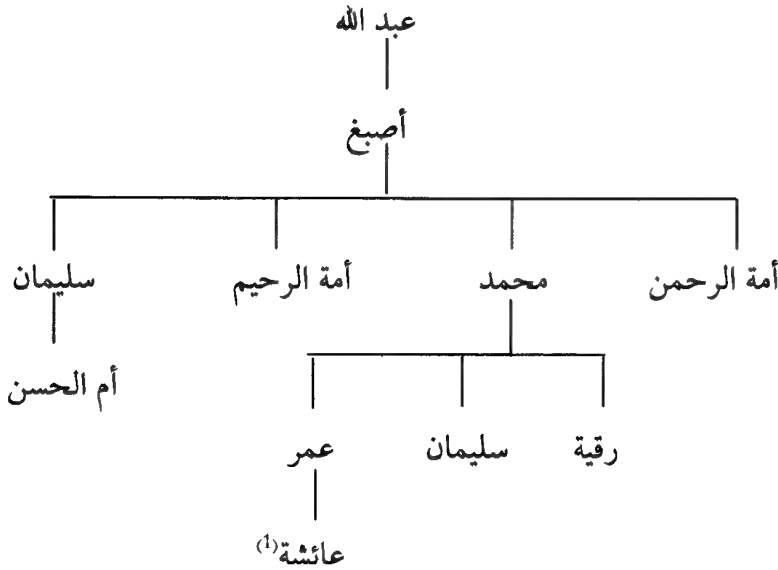 عبد الله
أصبغ
أمة الرحمن محمد أمة الرحيم سليمان
أم الحسن
رقية سليمان عمر
عائشة(1)